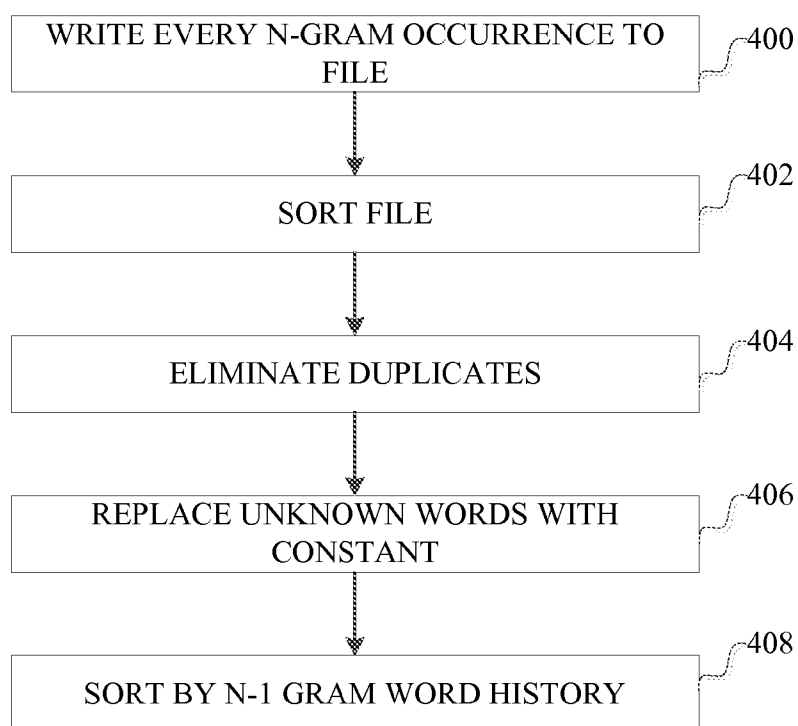 WRITE EVERY N-GRAM OCCURRENCE TO
FILE
400
SORT FILE
402
ELIMINATE DUPLICATES
404
REPLACE UNKNOWN WORDS WITH
CONSTANT
406
SORT BY N-1 GRAM WORD HISTORY
408